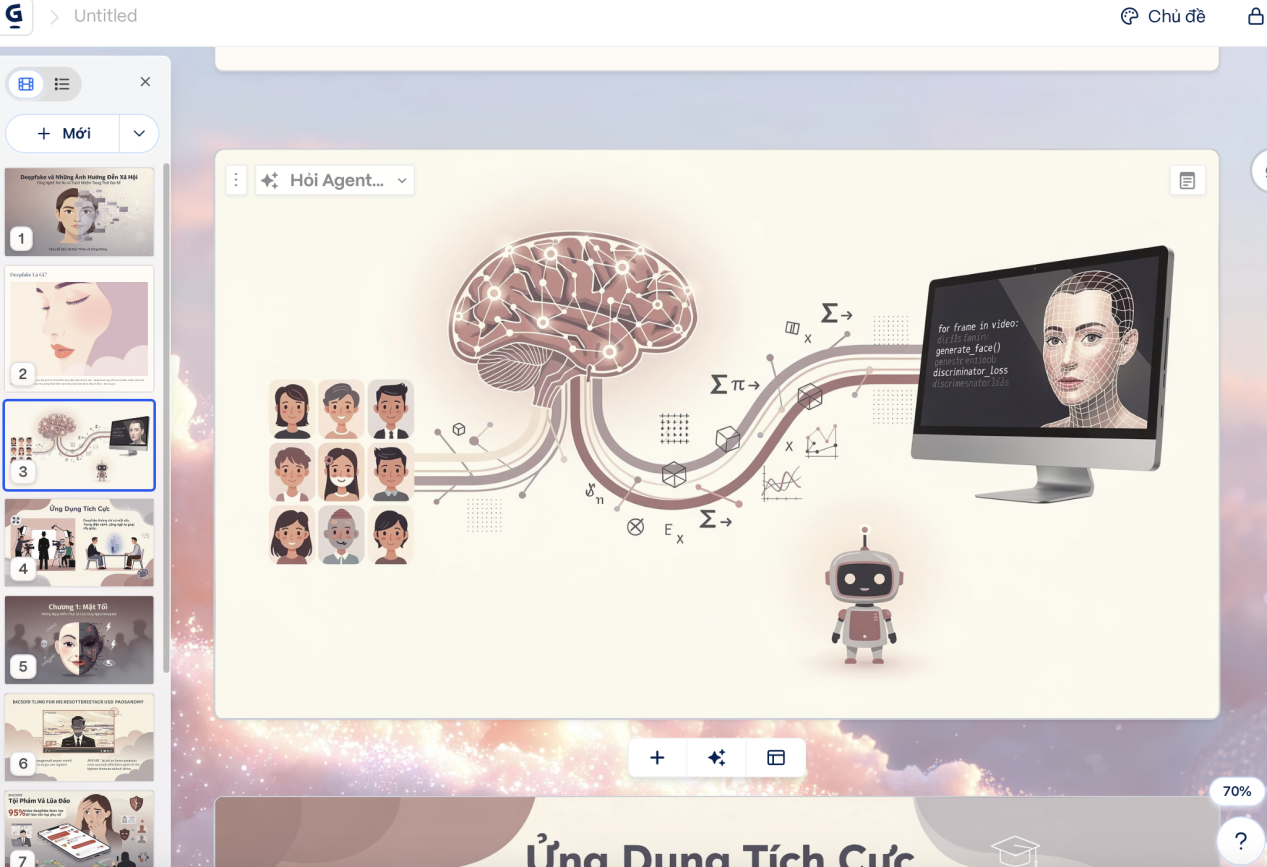 G
Untitled
Chủ đề
Mới
Deepfake và Những Ảnh Hưởng Đến Xã Hội
1
Deepfake Là Gì?
2
3
Ứng Dụng Tích Cực
4
Chương 1: Mặt Tối
5
6
Tội Phạm Và Lừa Đảo
95%
7
Hỏi Agent...
Σ→
x
Σπ→
x
n
E
x
Σ→
for frame in video:
generate_face()
discriminator_loss
70%
?
Ứng Dụng Tích Cực